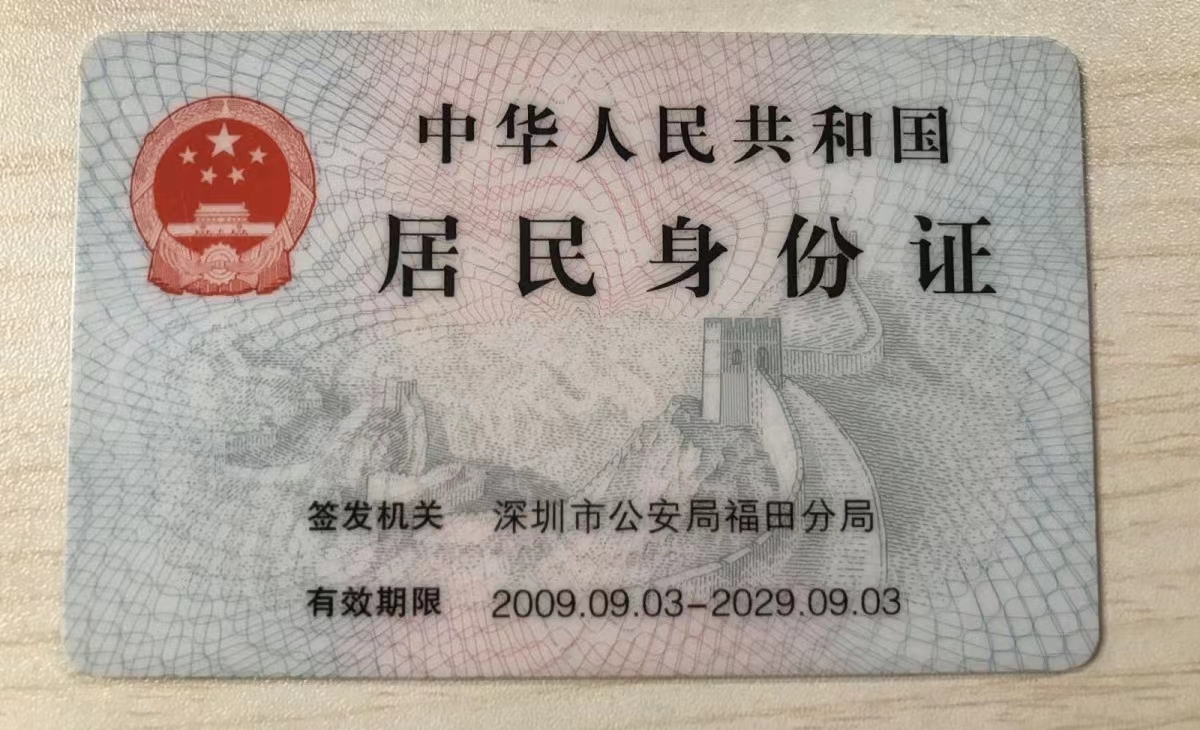 中华人民共和国
居民身份证
签发机关 深圳市公安局福田分局
有效期限 2009.09.03-2029.09.03